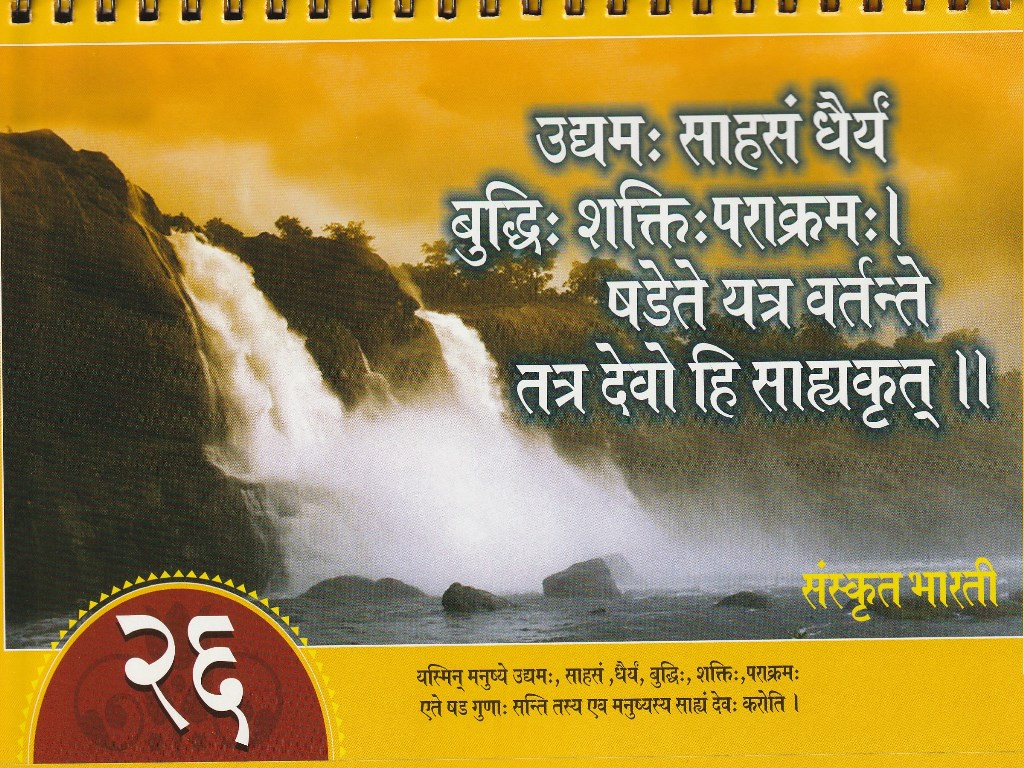 उद्यमः साहसं धैर्यं
बुद्धिः शक्तिःपराक्रमः।
षडेते यत्र वर्तन्ते
तत्र देवो हि साह्यकृत् ॥
संस्कृत भारती
२६
यस्मिन् मनुष्ये उद्यमः, साहसं ,धैर्यं, बुद्धिः, शक्तिः,पराक्रमः
एते षड गुणाः सन्ति तस्य एव मनुष्यस्य साह्यं देवः करोति ।